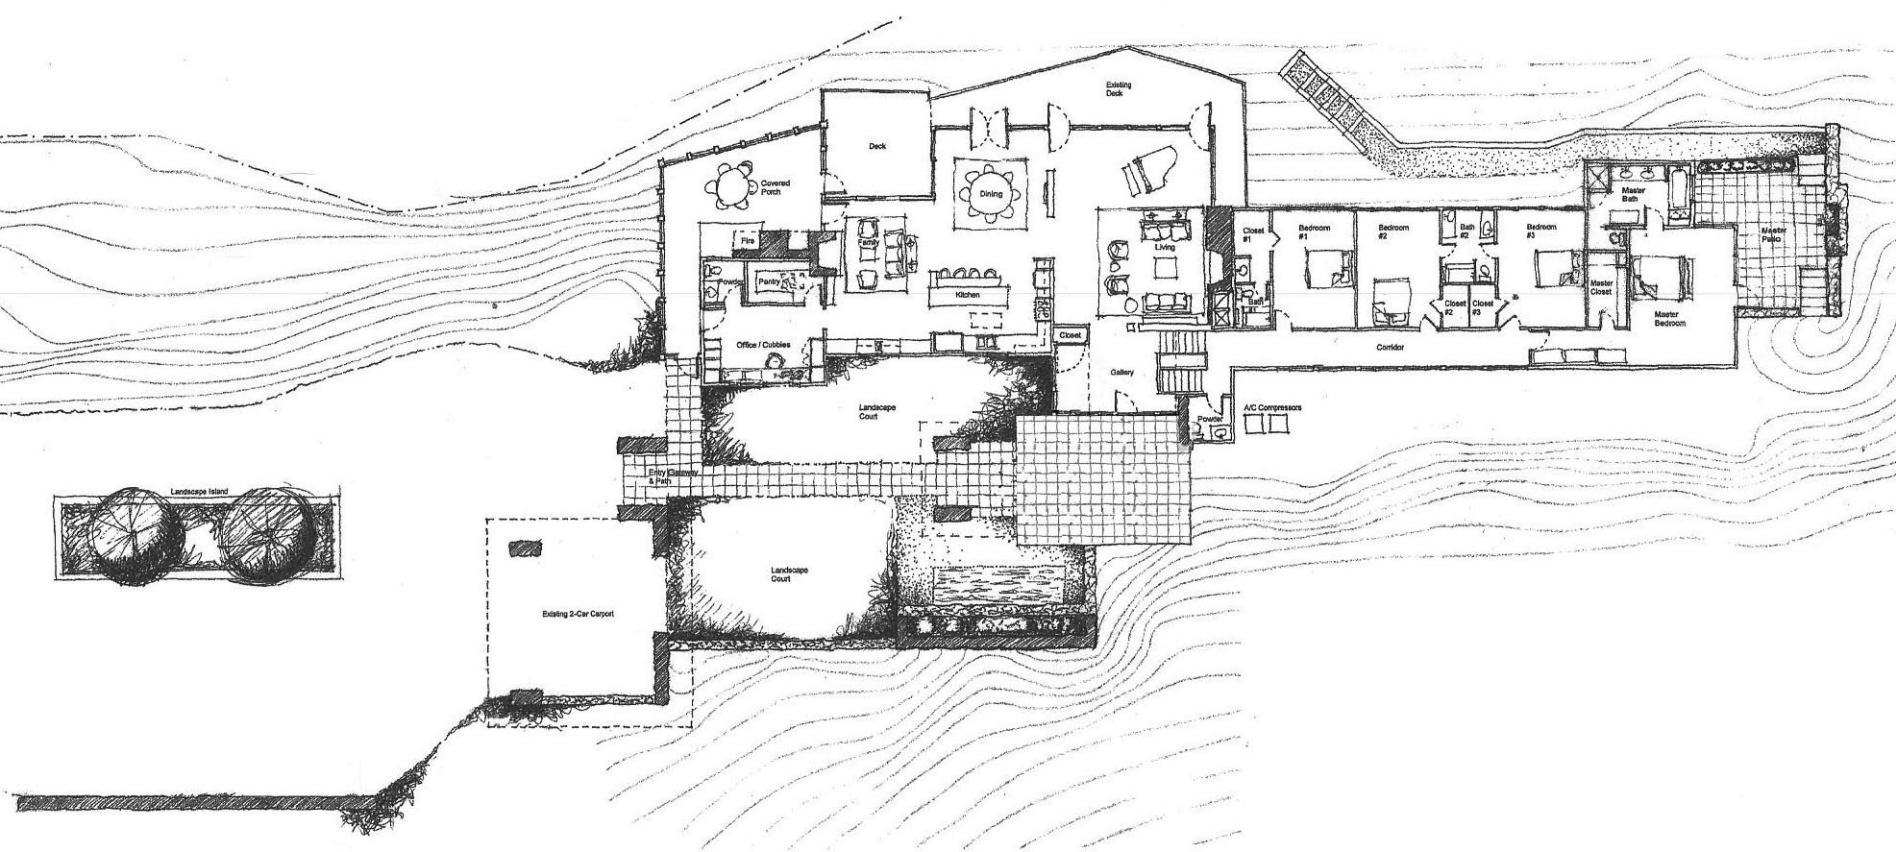 Existing
Deck
Deck
Covered
Porch
Dining
Fire
Family
Living
Closet
#1
Bedroom
#1
Bedroom
#2
Bath
#2
Bedroom
#3
Master
Bath
Master
Patio
Powder
Pantry
Kitchen
Bath
Closet
#2
Closet
#3
Master
Closet
Master
Bedroom
Office / Cubbies
Closet
Corridor
Gallery
Landscape
Court
Powder
A/C Compressors
Entry Gateway
& Path
Landscape Island
Landscape
Court
Existing 2-Car Carport